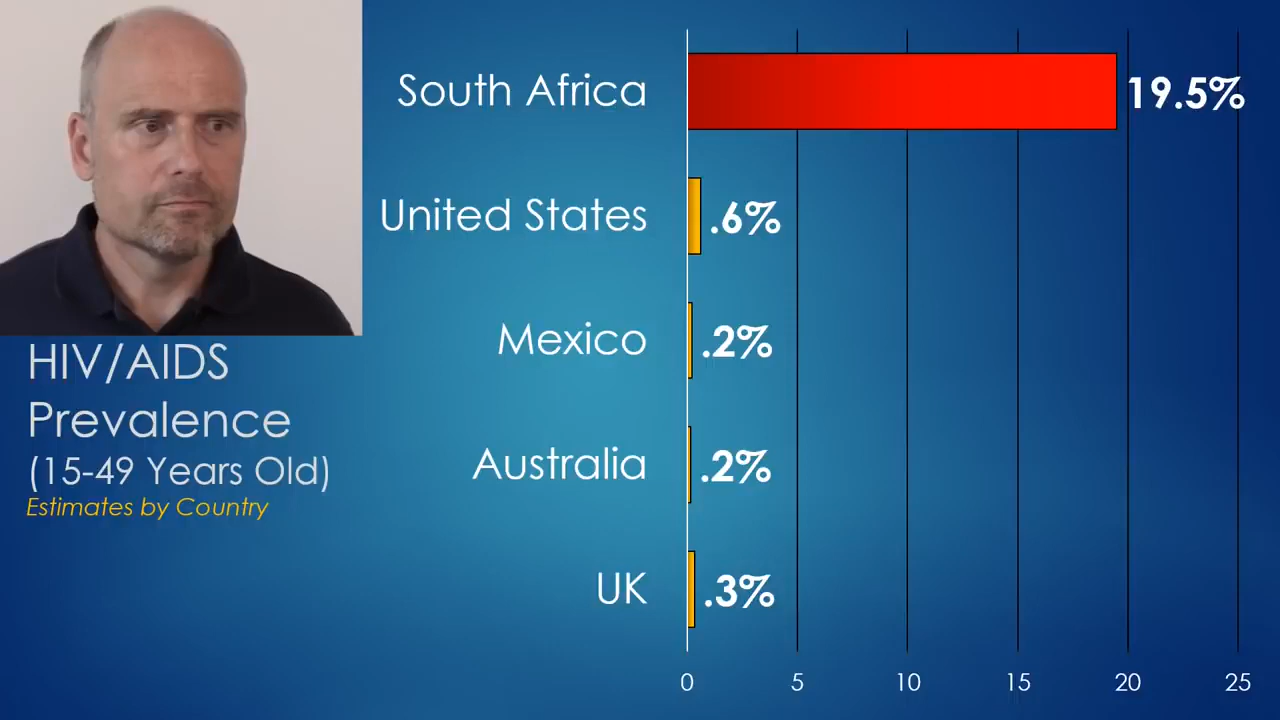 HIV/AIDS
Prevalence
(15-49 Years Old)
Estimates by Country
South Africa 19.5%
United States .6%
Mexico .2%
Australia .2%
UK .3%
0 5 10 15 20 25